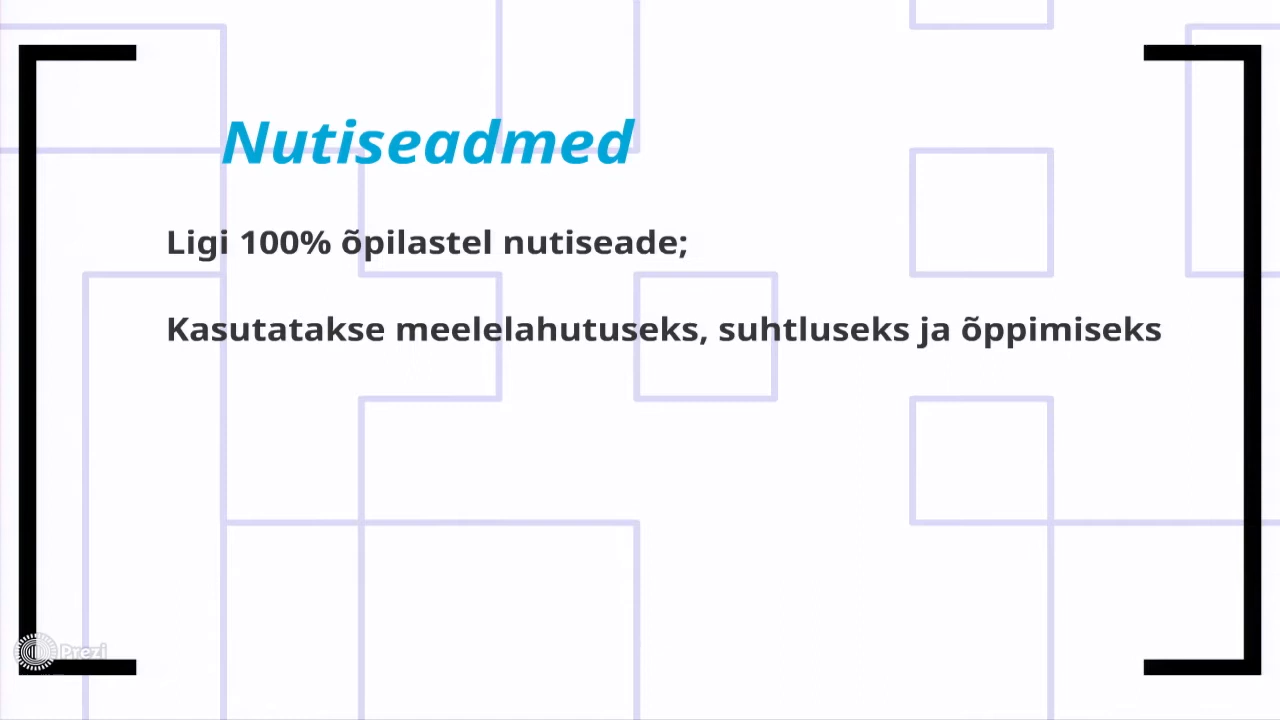 Nutiseadmed
Ligi 100% õpilastel nutiseade;
Kasutatakse meelelahutuseks, suhtluseks ja õppimiseks
Prezi